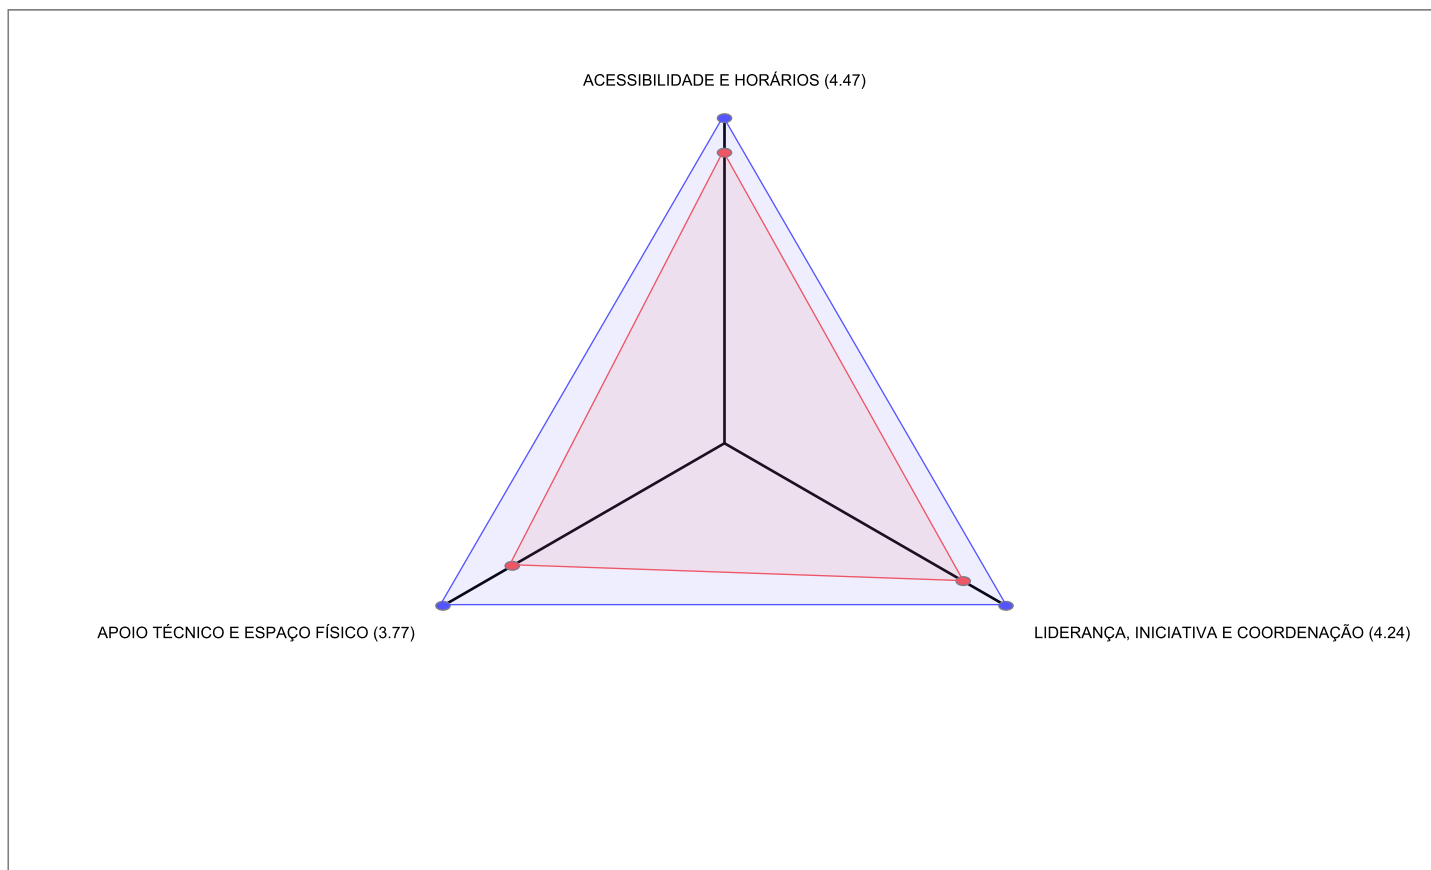 ACESSIBILIDADE E HORÁRIOS (4.47)
APOIO TÉCNICO E ESPAÇO FÍSICO (3.77)
LIDERANÇA, INICIATIVA E COORDENAÇÃO (4.24)